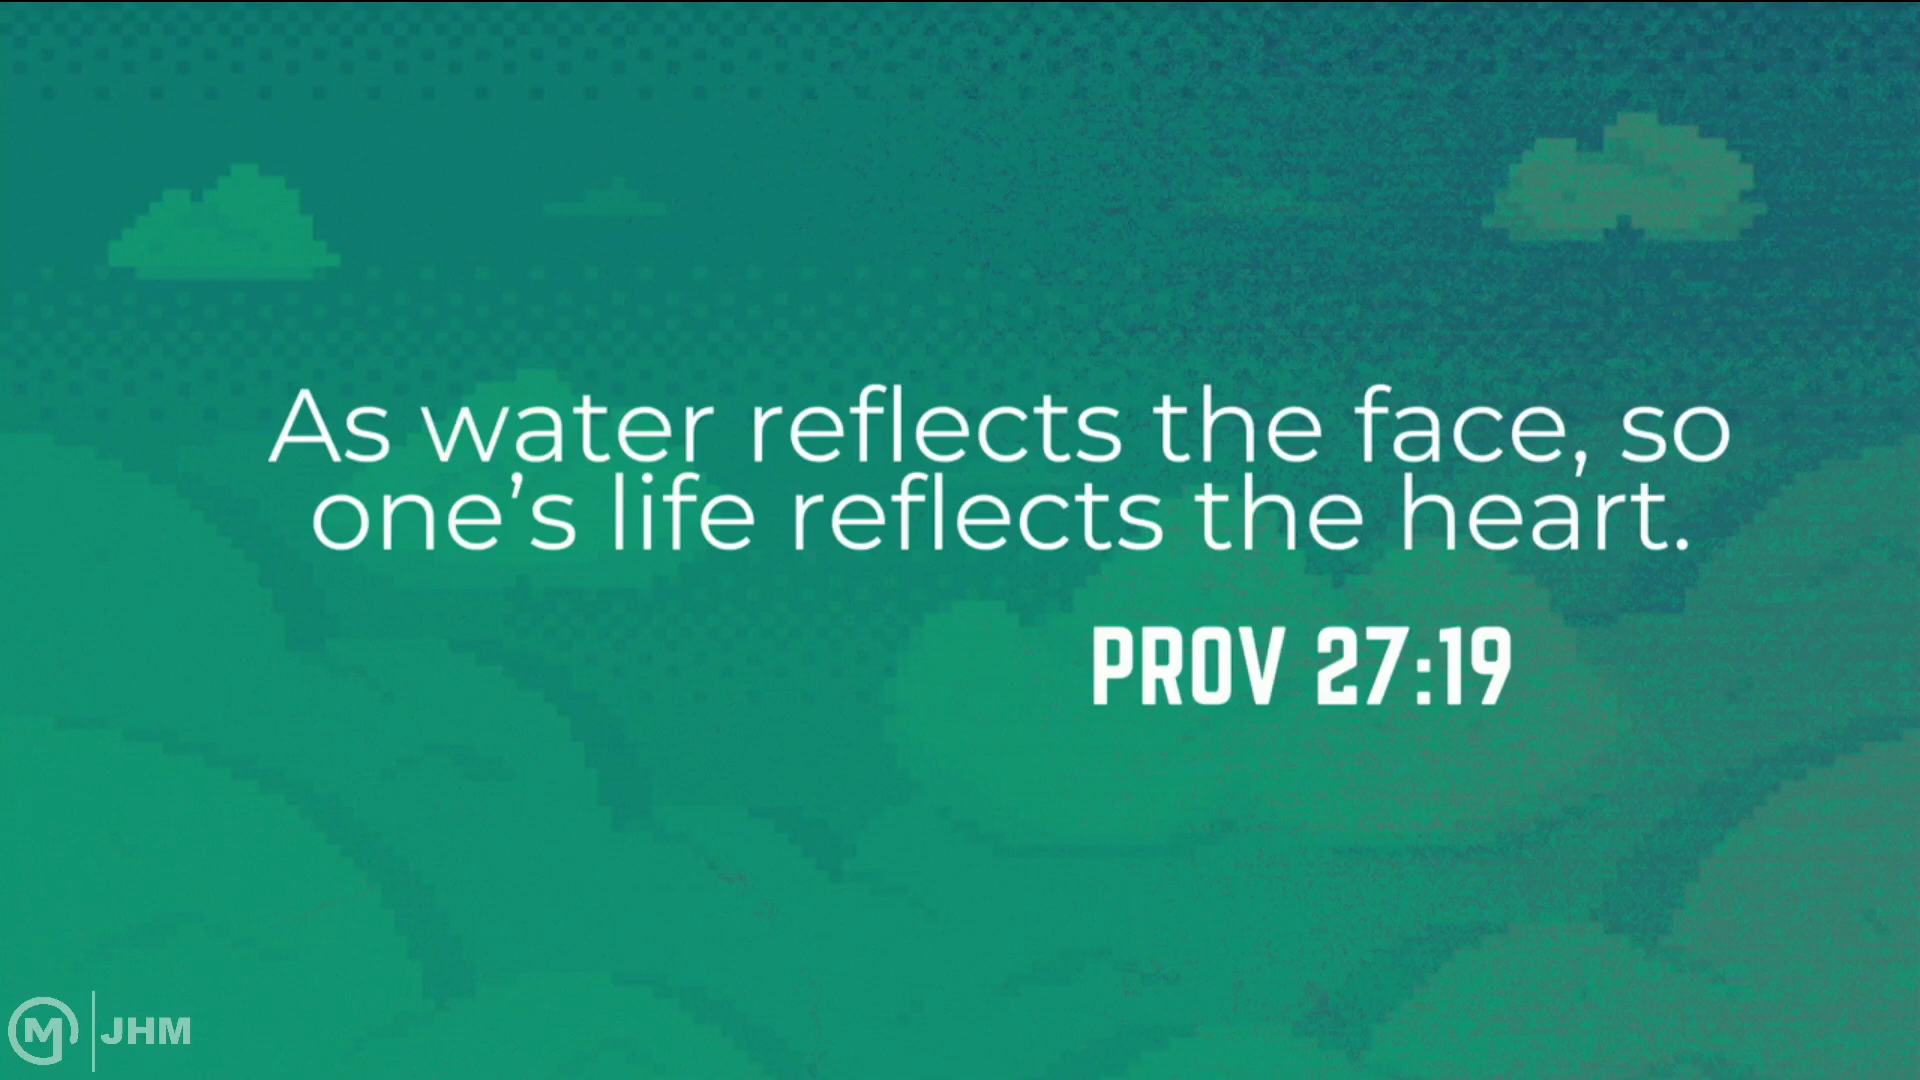 As water reflects the face, so
one’s life reflects the heart.
PROV 27:19
JHM